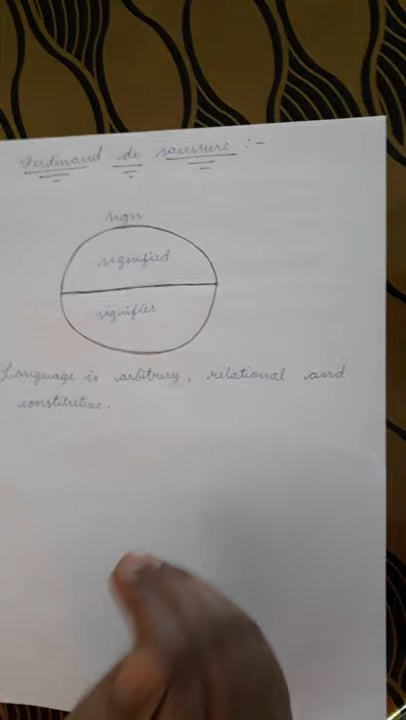 Ferdinand de saussure :-
sign
signified
signifier
Language is arbitrary, relational and
constitutive.